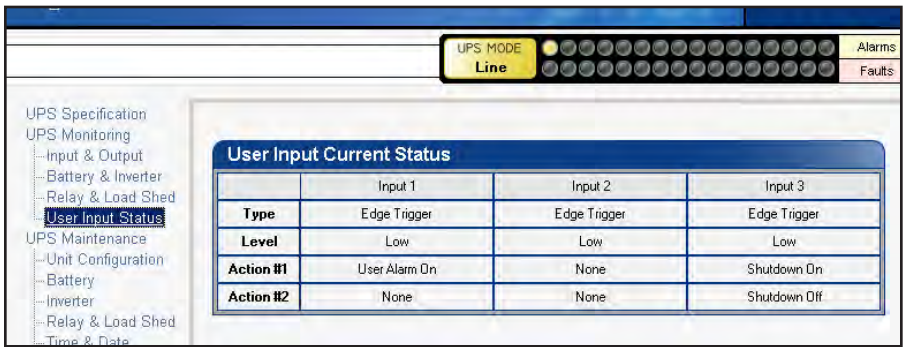 UPS MODE
Line
Alarms
Faults
UPS Specification
UPS Monitoring
Input & Output
Battery & Inverter
Relay & Load Shed
User Input Status
UPS Maintenance
Unit Configuration
Battery
Inverter
Relay & Load Shed
Time & Date
User Input Current Status
Input 1 Input 2 Input 3
Type Edge Trigger Edge Trigger Edge Trigger
Level Low Low Low
Action #1 User Alarm On None Shutdown On
Action #2 None None Shutdown Off